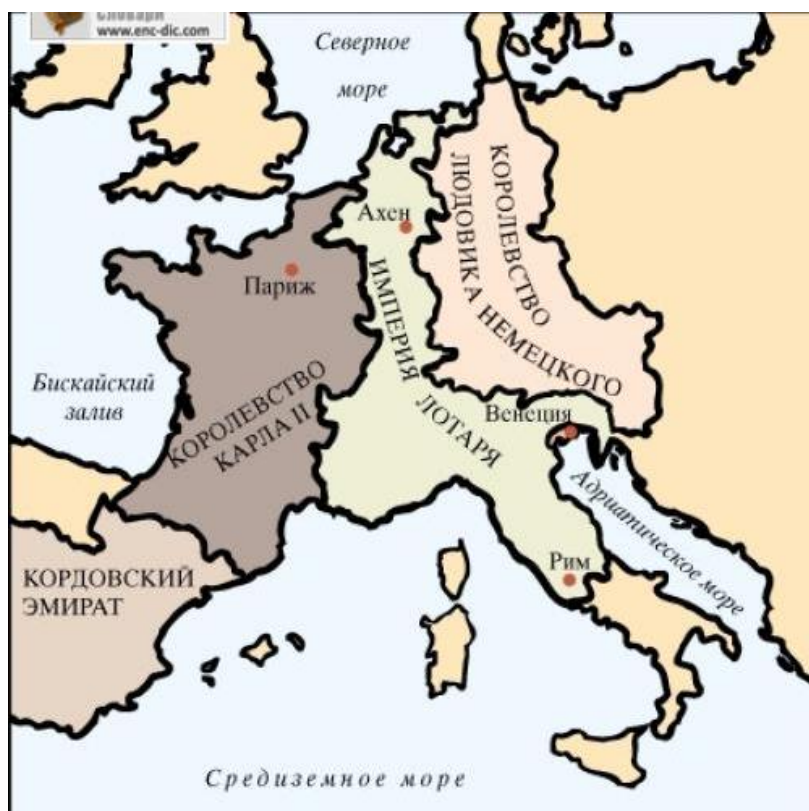 Словари
www.enc-dic.com
Северное
море
КОРОЛЕВСТВО
ЛЮДОВИКА НЕМЕЦКОГО
Ахен
Париж
ИМПЕРИЯ
ЛОТАРЯ
Бискайский
залив
КОРОЛЕВСТВО
КАРЛА II
Венеция
Адриатическое море
Рим
КОРДОВСКИЙ
ЭМИРАТ
Средиземное море